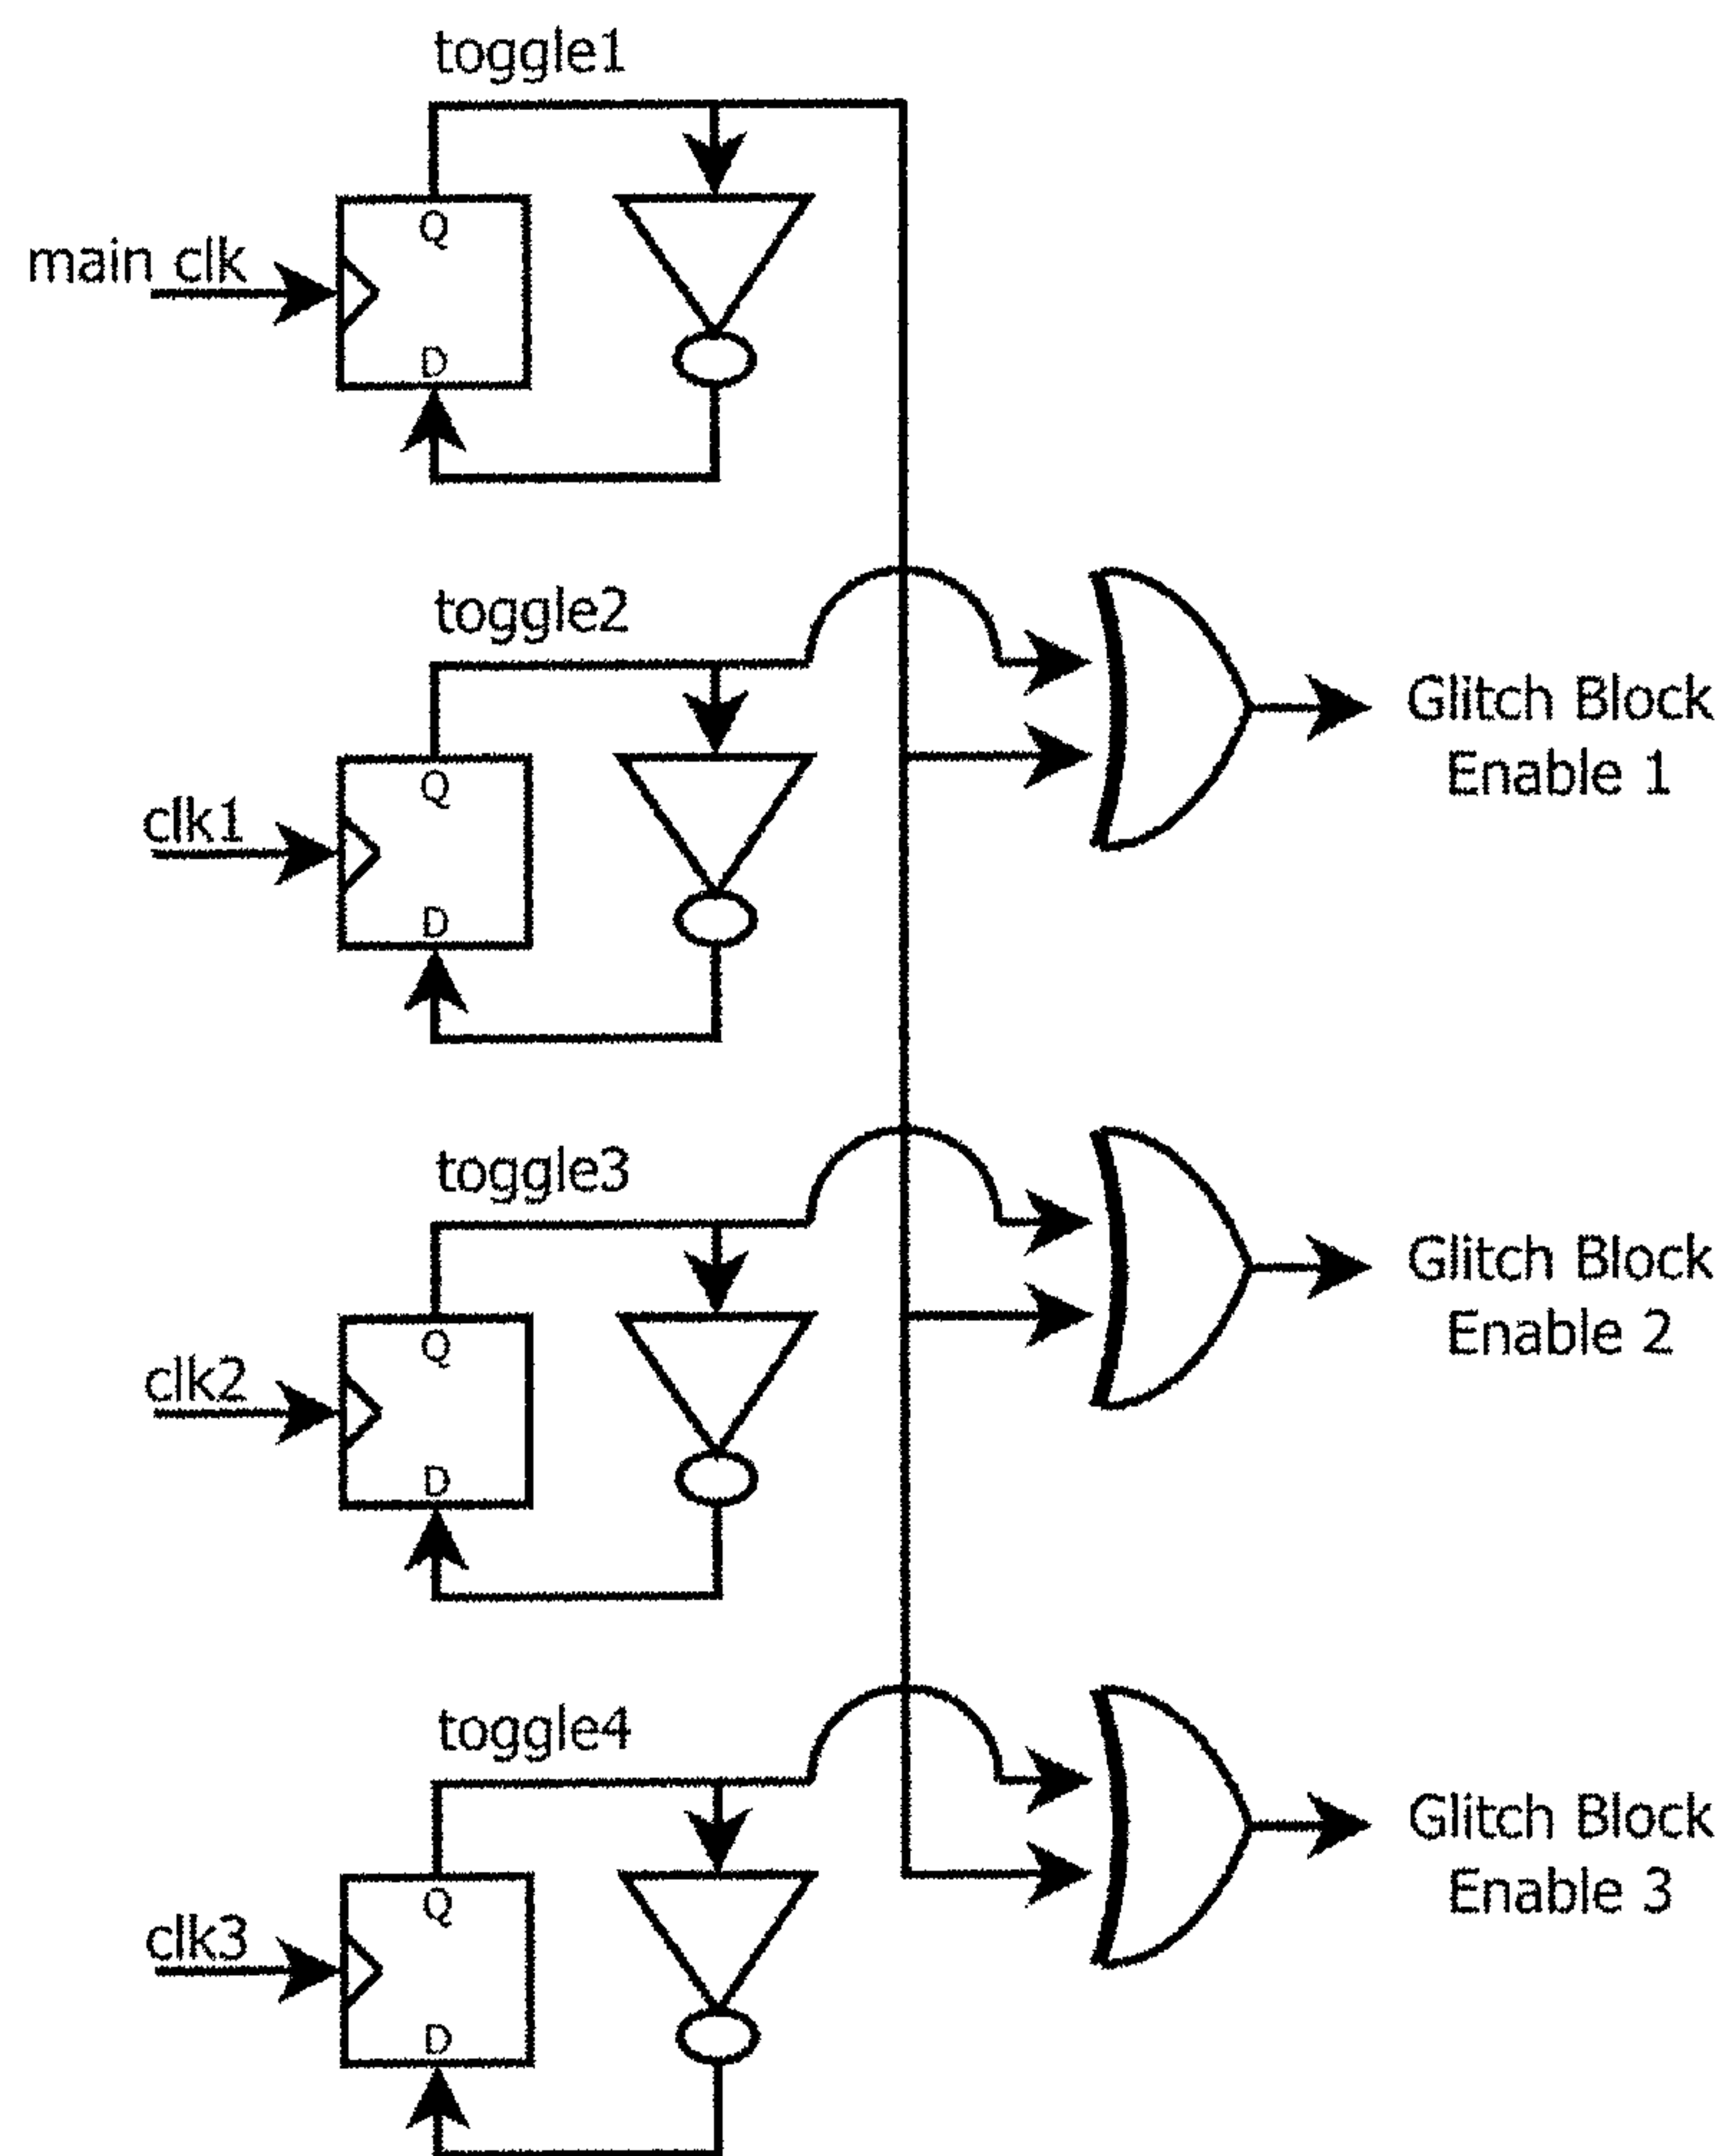 toggle1
Q
main clk
D
toggle2
Q
Glitch Block
Enable 1
clk1
D
toggle3
Q
Glitch Block
Enable 2
clk2
D
toggle4
Q
Glitch Block
Enable 3
clk3
D